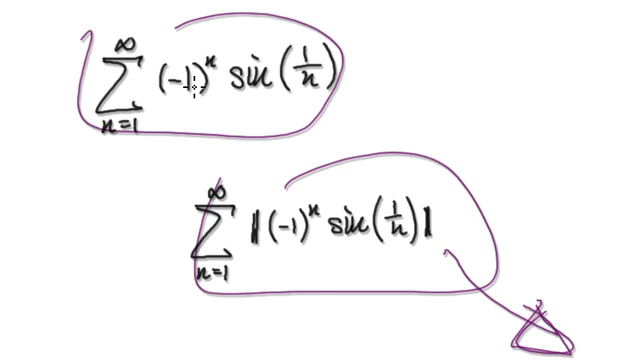 ∞
∑ (-1)ⁿ sin(1/n)
n=1
∞
∑ |(-1)ⁿ sin(1/n)|
n=1